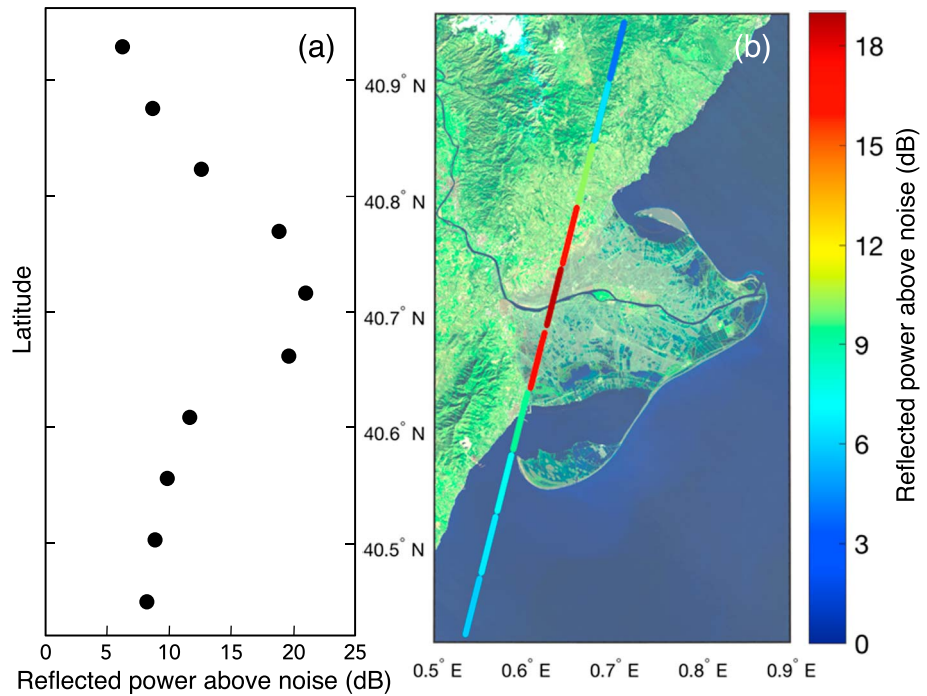 (a)
Latitude
0 5 10 15 20 25
Reflected power above noise (dB)
(b)
40.9° N
40.8° N
40.7° N
40.6° N
40.5° N
0.5° E 0.6° E 0.7° E 0.8° E 0.9° E
18
15
12
9
6
3
0
Reflected power above noise (dB)